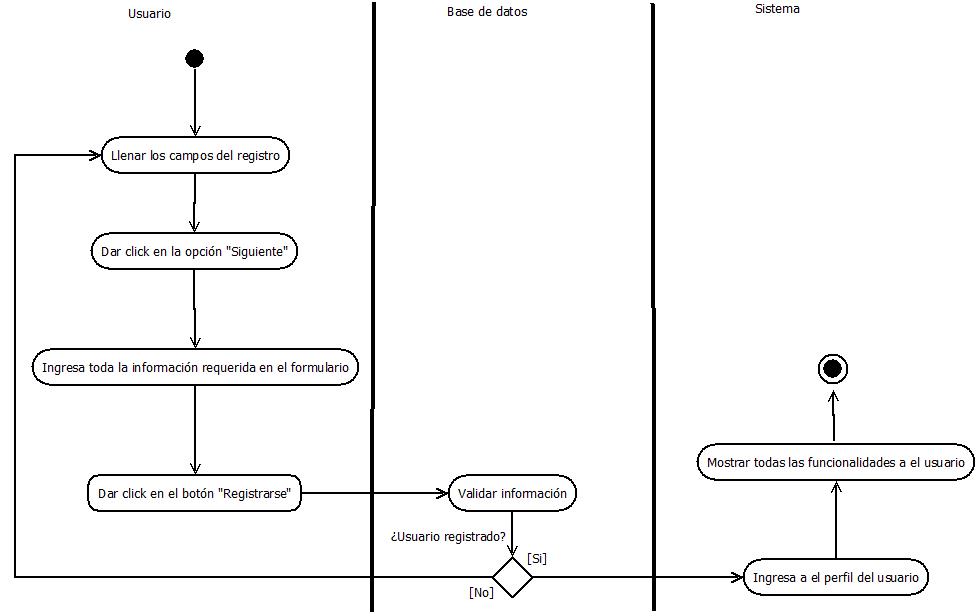 Usuario
Base de datos
Sistema
Llenar los campos del registro
Dar click en la opción "Siguiente"
Ingresa toda la información requerida en el formulario
Dar click en el botón "Registrarse"
Validar información
¿Usuario registrado?
[Si]
[No]
Ingresa a el perfil del usuario
Mostrar todas las funcionalidades a el usuario